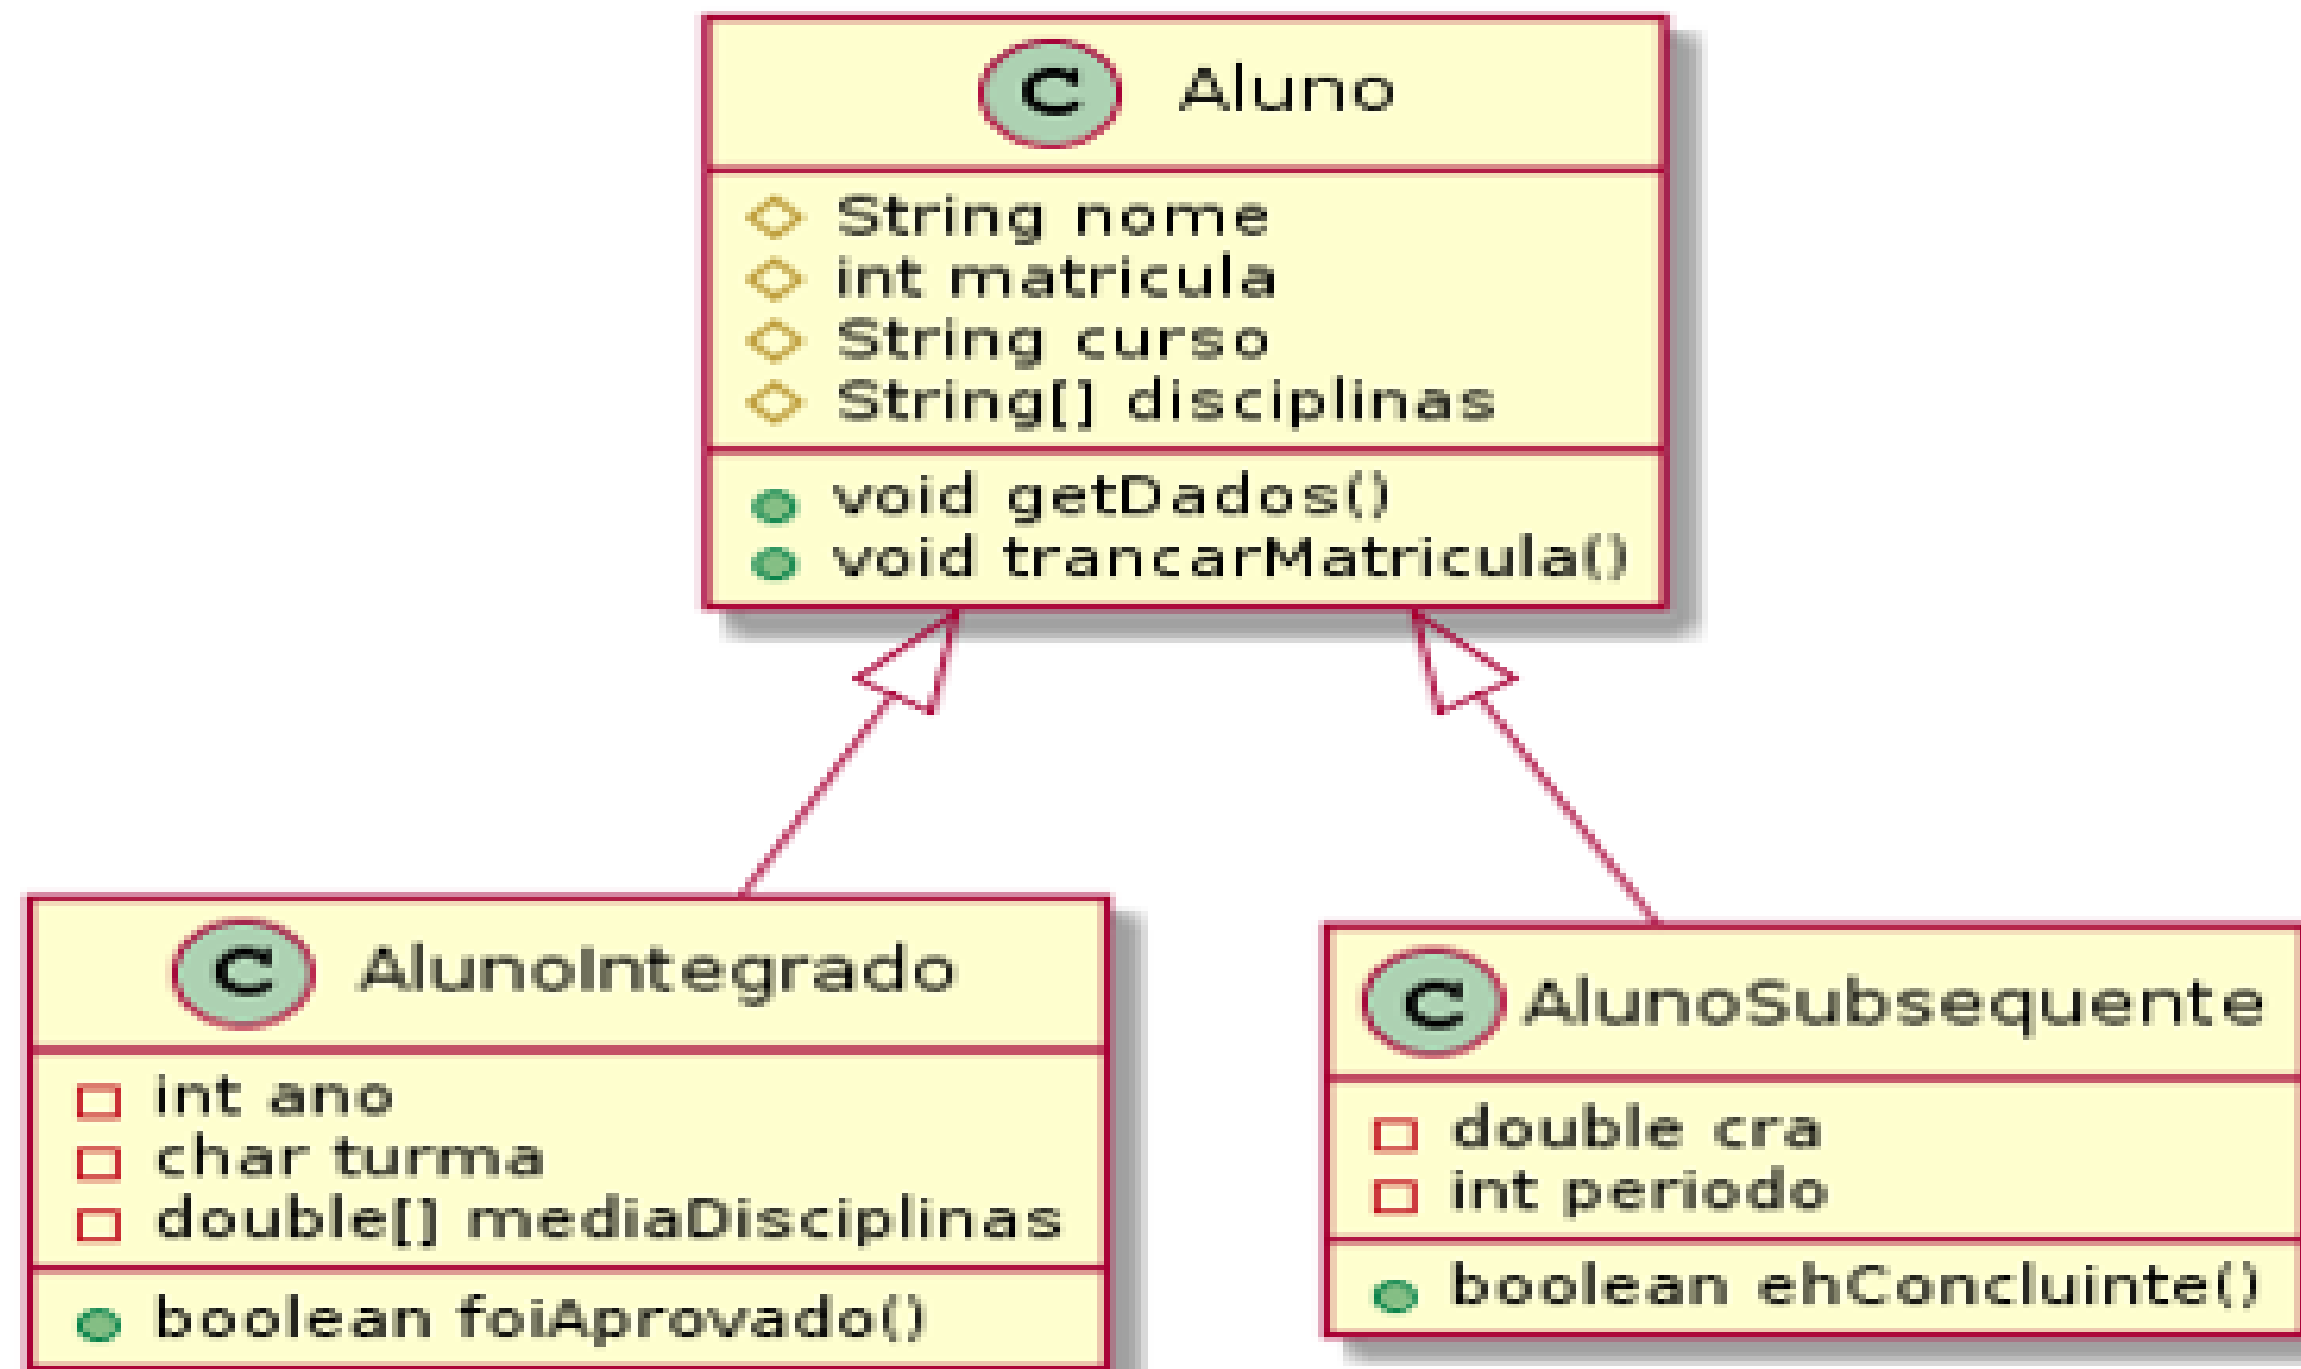 C Aluno
String nome
int matricula
String curso
String[] disciplinas
void getDados()
void trancarMatricula()
C AlunoIntegrado
int ano
char turma
double[] mediaDisciplinas
boolean foiAprovado()
C AlunoSubsequente
double cra
int periodo
boolean ehConcluinte()